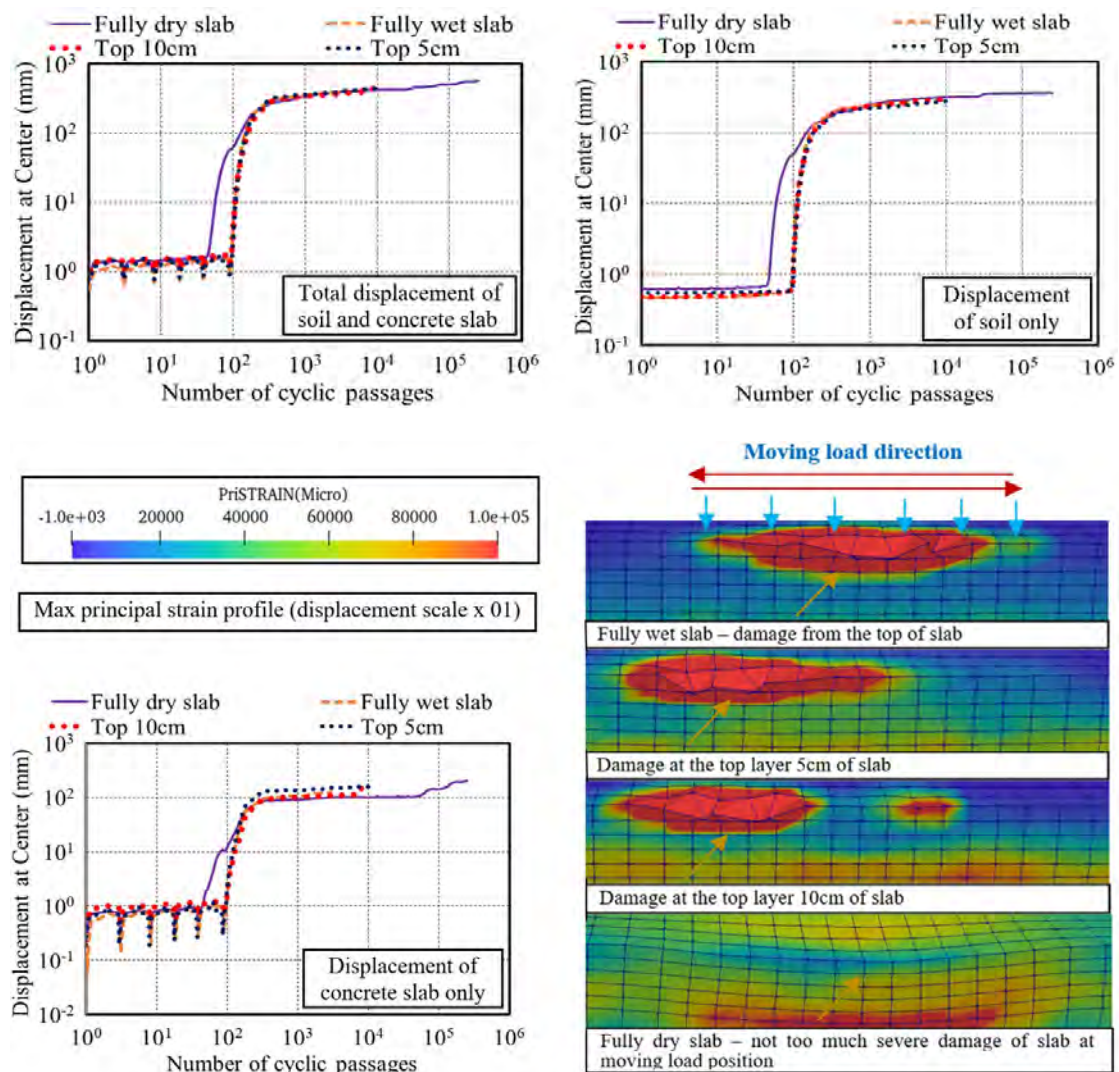 Fully dry slab
Fully wet slab
Top 10cm
Top 5cm
Displacement at Center (mm)
10³
10²
10¹
10⁰
10⁻¹
Total displacement of
soil and concrete slab
10⁰ 10¹ 10² 10³ 10⁴ 10⁵ 10⁶
Number of cyclic passages
Fully dry slab
Fully wet slab
Top 10cm
Top 5cm
Displacement at Center (mm)
10³
10²
10¹
10⁰
10⁻¹
Displacement
of soil only
10⁰ 10¹ 10² 10³ 10⁴ 10⁵ 10⁶
Number of cyclic passages
PriSTRAIN(Micro)
-1.0e+03 20000 40000 60000 80000 1.0e+05
Max principal strain profile (displacement scale x 01)
Fully dry slab
Fully wet slab
Top 10cm
Top 5cm
Displacement at Center (mm)
10³
10²
10¹
10⁰
10⁻¹
10⁻²
Displacement of
concrete slab only
10⁰ 10¹ 10² 10³ 10⁴ 10⁵ 10⁶
Number of cyclic passages
Moving load direction
Fully wet slab – damage from the top of slab
Damage at the top layer 5cm of slab
Damage at the top layer 10cm of slab
Fully dry slab – not too much severe damage of slab at
moving load position